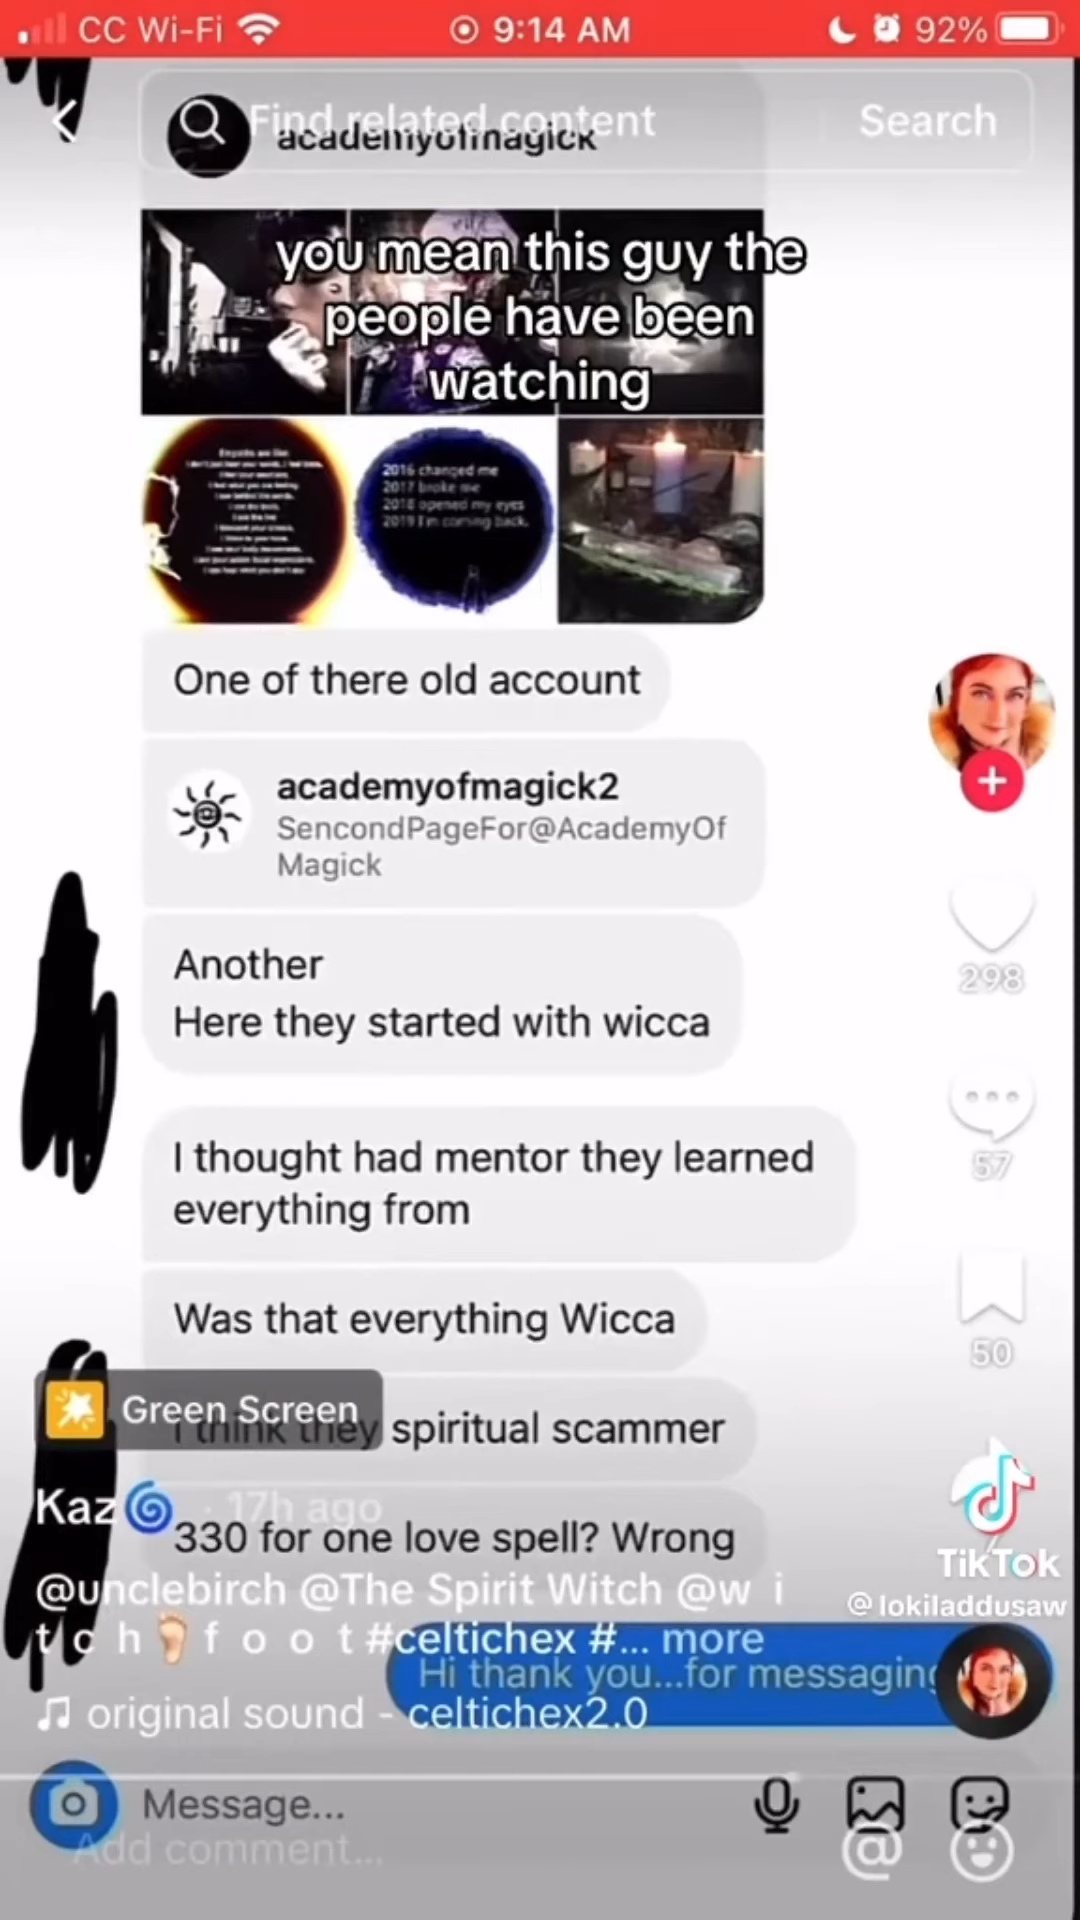 CC Wi-Fi 9:14 AM 92%
Find related content Search
academyofmagick
you mean this guy the
people have been
watching
2016 changed me
2017 broke me
2018 opened my eyes
2019 I'm coming back.
One of there old account
academyofmagick2
SencondPageFor@AcademyOf
Magick
Another
Here they started with wicca
298
I thought had mentor they learned
everything from
57
Was that everything Wicca
50
Green Screen
I think they spiritual scammer
Kaz🌀 · 17h ago
330 for one love spell? Wrong
TikTok
@lokiladdusaw
@unclebirch @The Spirit Witch @w i
t c h🦶f o o t #celtichex #... more
Hi thank you...for messaging
♫ original sound - celtichex2.0
Message...
Add comment...